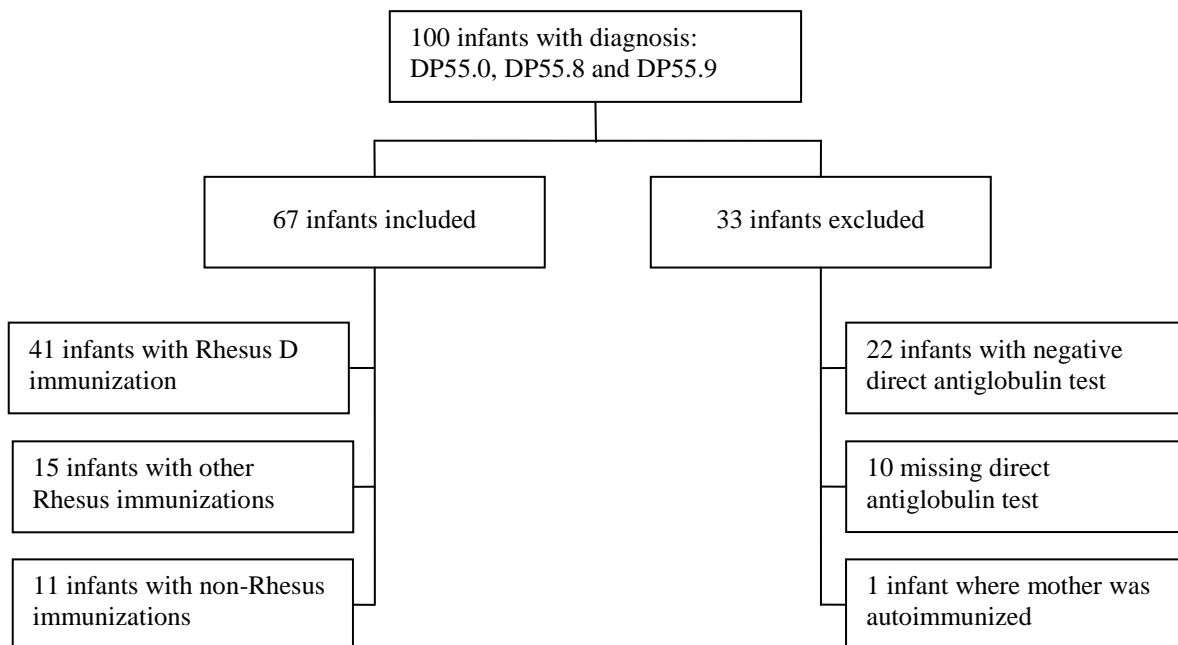 100 infants with diagnosis:
DP55.0, DP55.8 and DP55.9
67 infants included
33 infants excluded
41 infants with Rhesus D
immunization
22 infants with negative
direct antiglobulin test
15 infants with other
Rhesus immunizations
10 missing direct
antiglobulin test
11 infants with non-Rhesus
immunizations
1 infant where mother was
autoimmunized